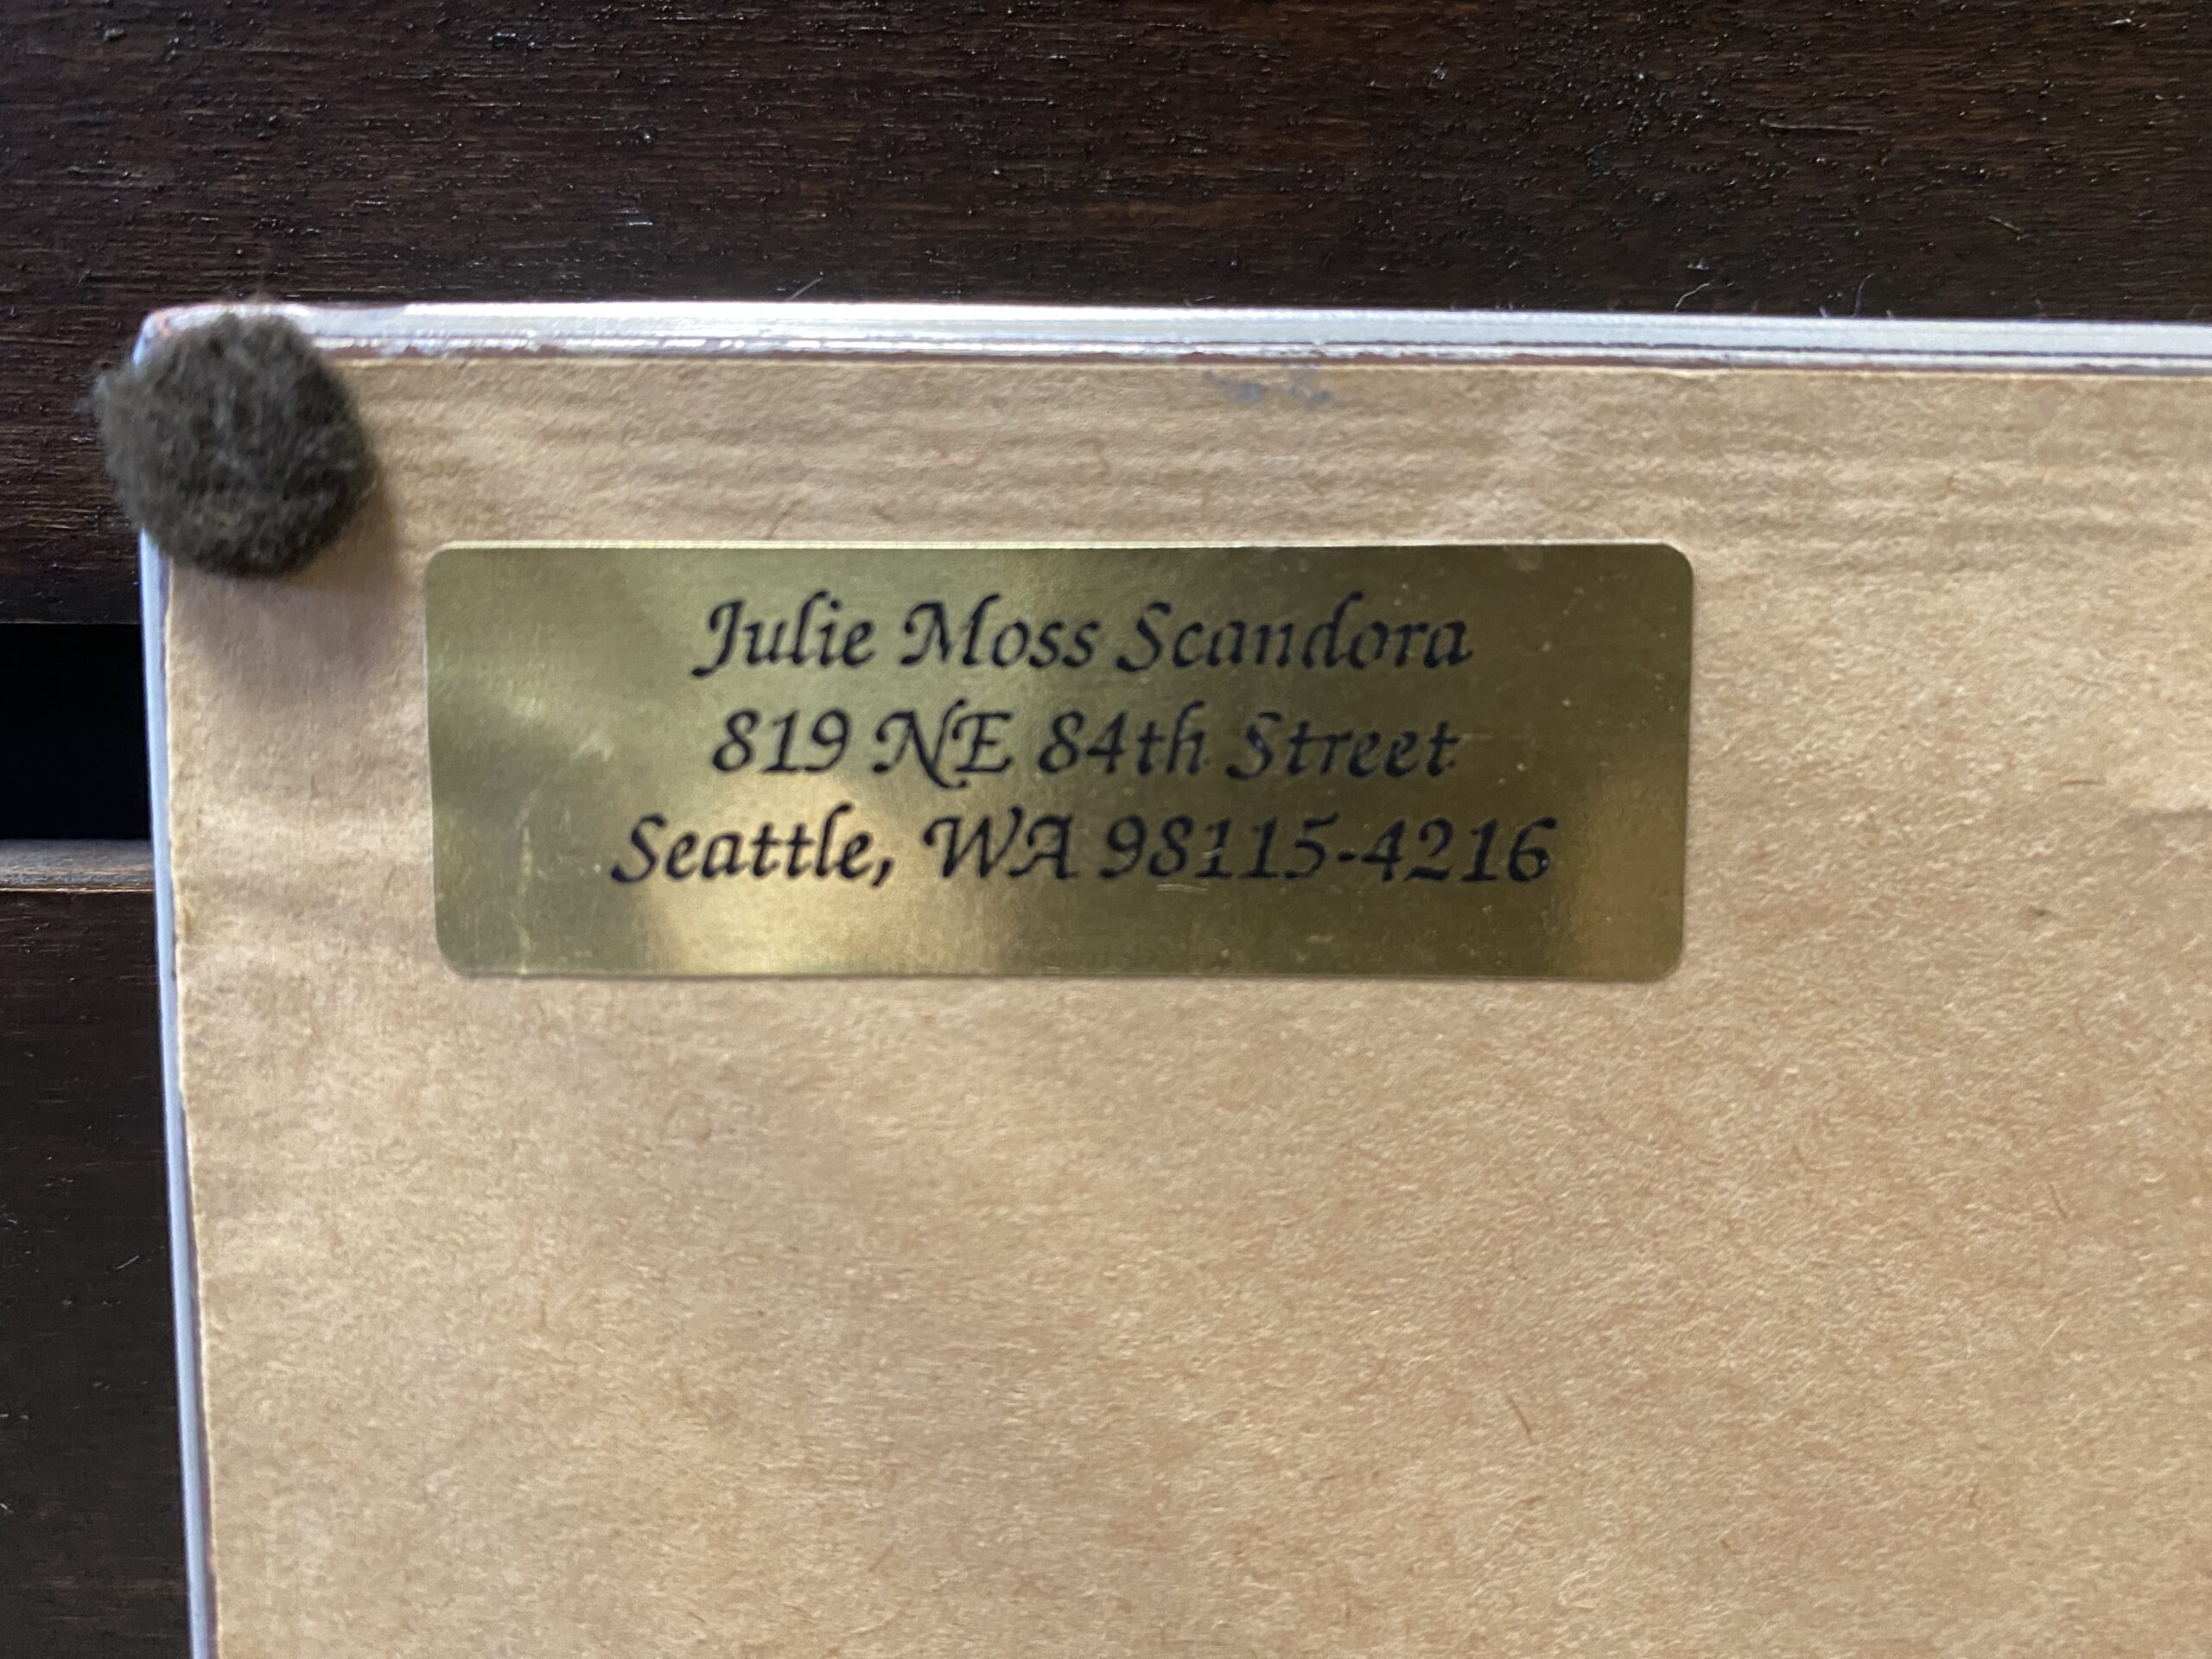 Julie Moss Scandora
819 NE 84th Street
Seattle, WA 98115-4216